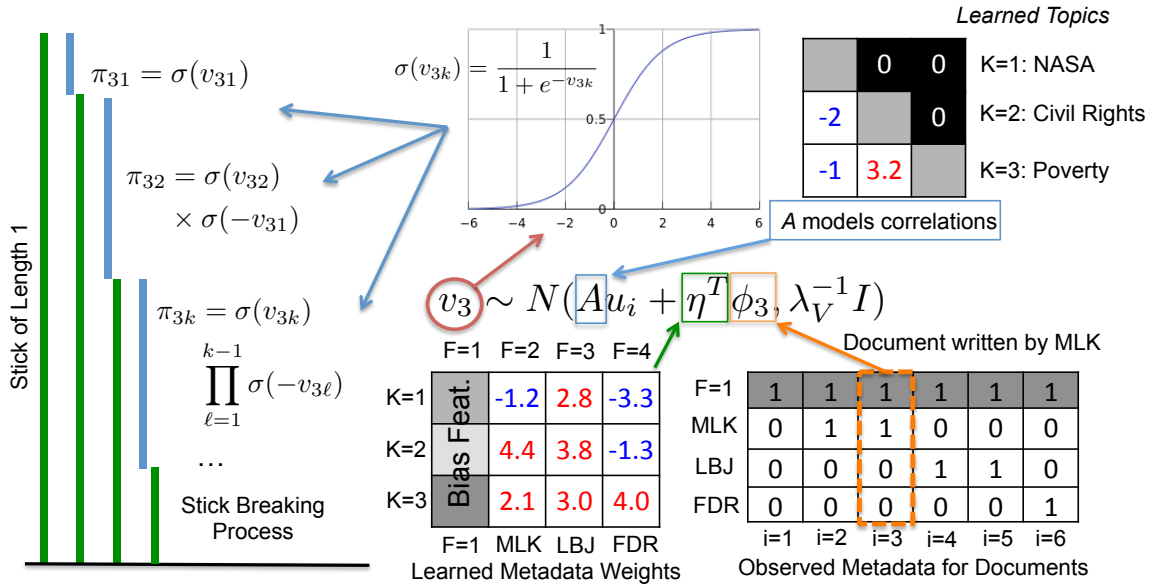 Learned Topics
Stick of Length 1
π31 = σ(v31)
π32 = σ(v32)
× σ(−v31)
π3k = σ(v3k)
k−1
∏ σ(−v3ℓ)
ℓ=1
...
Stick Breaking
Process
σ(v3k) = 1 / (1 + e^−v3k)
1
0.5
0
−6 −4 −2 0 2 4 6
0 0 K=1: NASA
-2 0 K=2: Civil Rights
-1 3.2 K=3: Poverty
A models correlations
v3 ∼ N(Aui + η^T φ3, λV^−1 I)
Document written by MLK
F=1 F=2 F=3 F=4
Bias Feat.
K=1 -1.2 2.8 -3.3
K=2 4.4 3.8 -1.3
K=3 2.1 3.0 4.0
F=1 MLK LBJ FDR
Learned Metadata Weights
F=1 1 1 1 1 1 1
MLK 0 1 1 0 0 0
LBJ 0 0 0 1 1 0
FDR 0 0 0 0 0 1
i=1 i=2 i=3 i=4 i=5 i=6
Observed Metadata for Documents